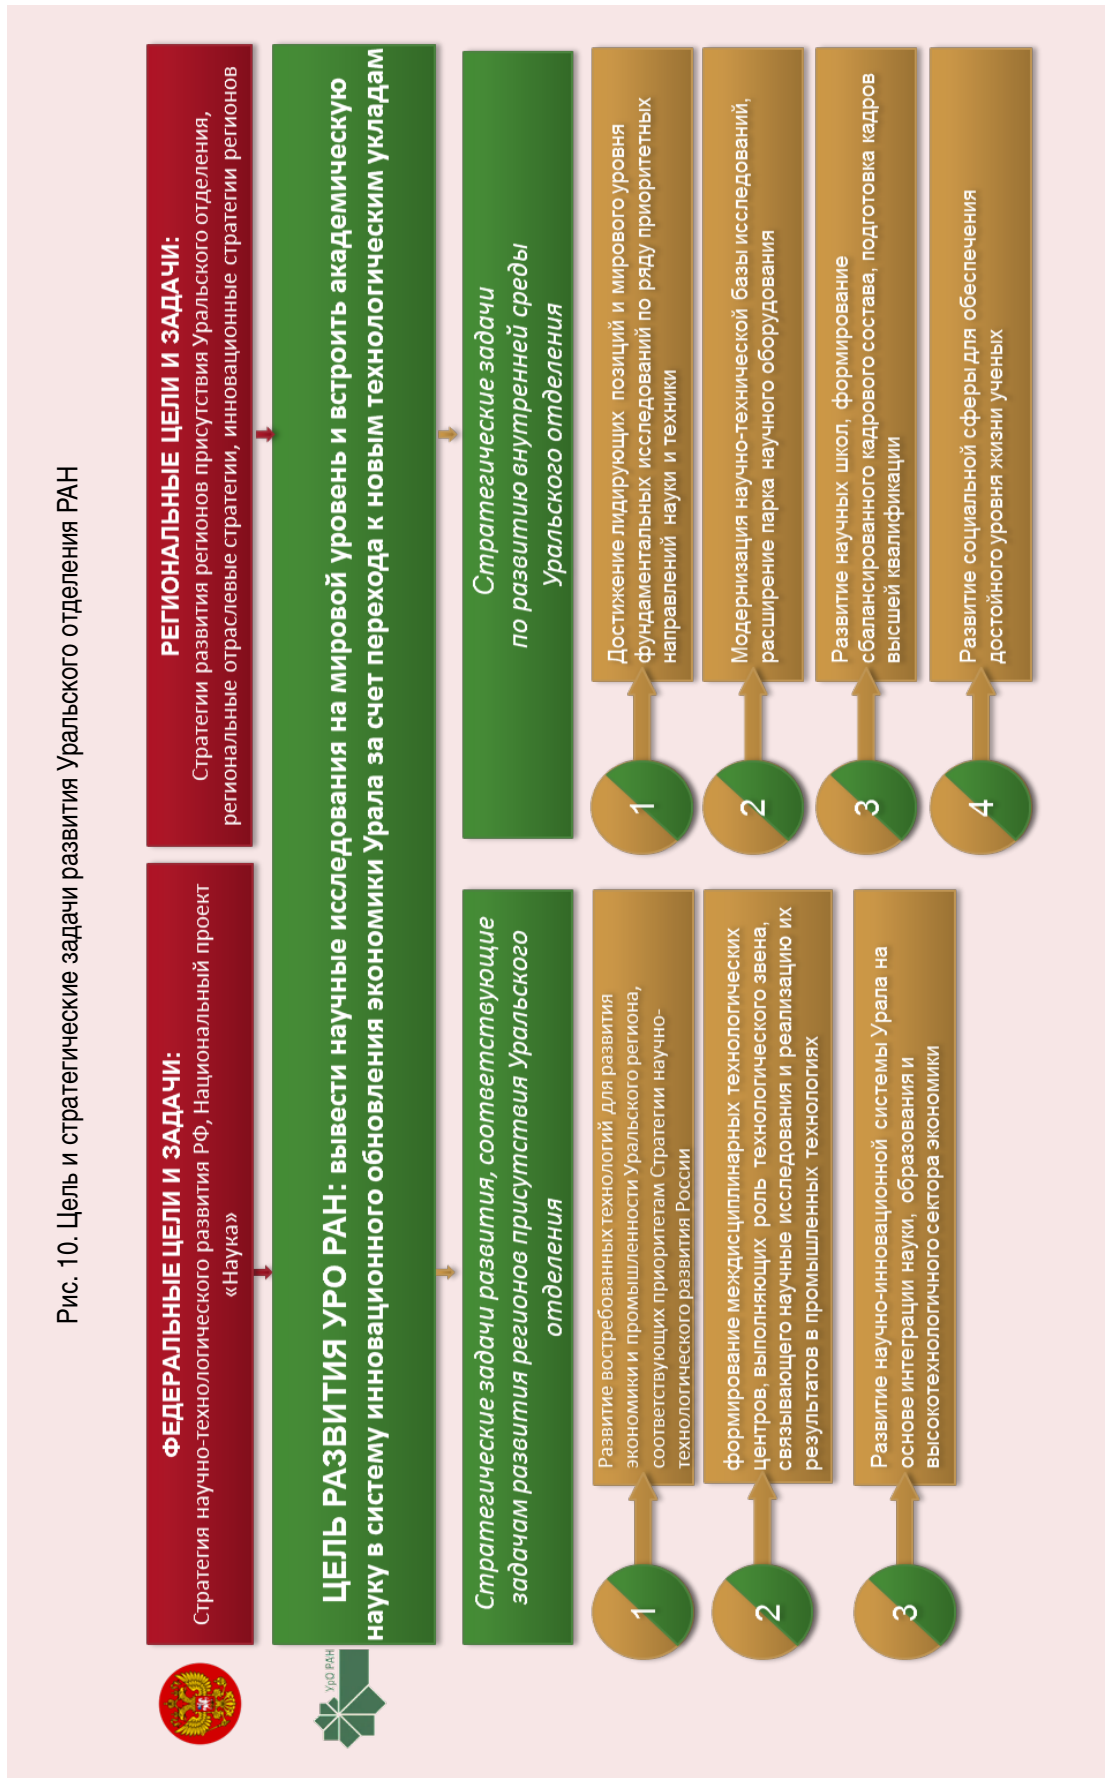 Рис. 10. Цель и стратегические задачи развития Уральского отделения РАН
ФЕДЕРАЛЬНЫЕ ЦЕЛИ И ЗАДАЧИ:
Стратегия научно-технологического развития РФ, Национальный проект
«Наука»
РЕГИОНАЛЬНЫЕ ЦЕЛИ И ЗАДАЧИ:
Стратегии развития регионов присутствия Уральского отделения,
региональные отраслевые стратегии, инновационные стратегии регионов
УрО РАН
ЦЕЛЬ РАЗВИТИЯ УРО РАН: вывести научные исследования на мировой уровень и встроить академическую
науку в систему инновационного обновления экономики Урала за счет перехода к новым технологическим укладам
Стратегические задачи развития, соответствующие
задачам развития регионов присутствия Уральского
отделения
1
Развитие востребованных технологий для развития
экономики и промышленности Уральского региона,
соответствующих приоритетам Стратегии научно-
технологического развития России
2
формирование междисциплинарных технологических
центров, выполняющих роль технологического звена,
связывающего научные исследования и реализацию их
результатов в промышленных технологиях
3
Развитие научно-инновационной системы Урала на
основе интеграции науки, образования и
высокотехнологичного сектора экономики
Стратегические задачи
по развитию внутренней среды
Уральского отделения
1
Достижение лидирующих позиций и мирового уровня
фундаментальных исследований по ряду приоритетных
направлений науки и техники
2
Модернизация научно-технической базы исследований,
расширение парка научного оборудования
3
Развитие научных школ, формирование
сбалансированного кадрового состава, подготовка кадров
высшей квалификации
4
Развитие социальной сферы для обеспечения
достойного уровня жизни ученых